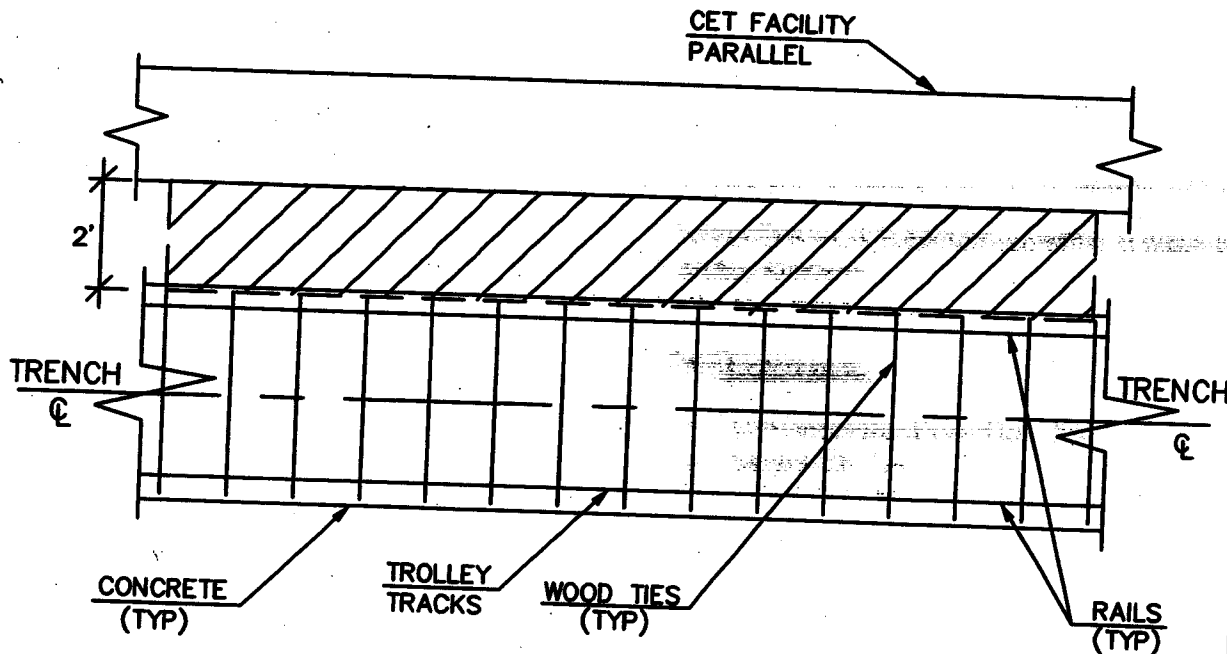 CET FACILITY
PARALLEL
2'
TRENCH
℄
TRENCH
℄
CONCRETE
(TYP)
TROLLEY
TRACKS
WOOD TIES
(TYP)
RAILS
(TYP)